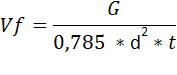 Vf = G / 0,785 * d² * t